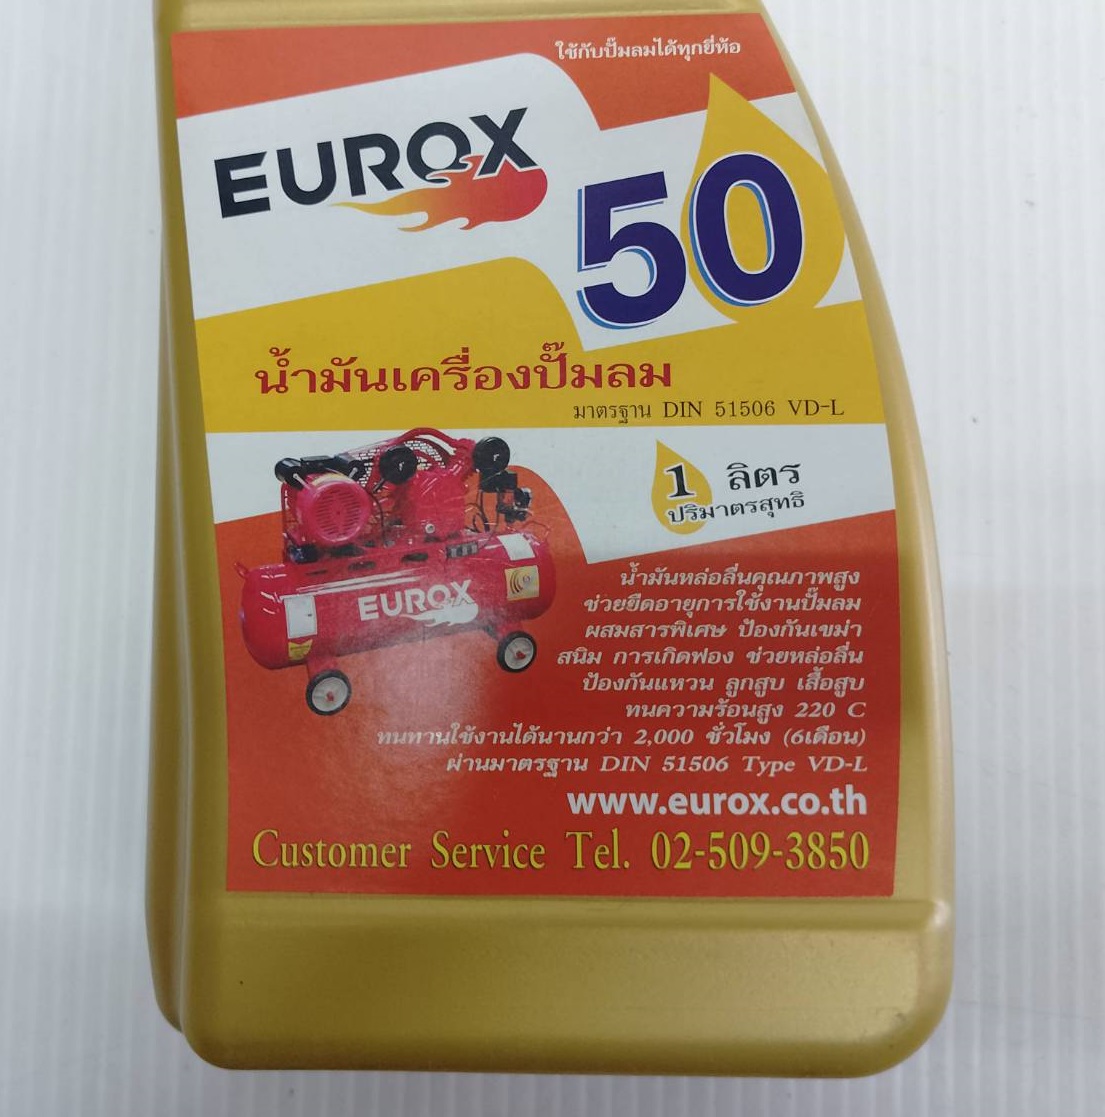 ใช้กับปั๊มลมได้ทุกยี่ห้อ
EUROX
50
น้ำมันเครื่องปั๊มลม
มาตรฐาน DIN 51506 VD-L
1 ลิตร
ปริมาตรสุทธิ
EUROX
น้ำมันหล่อลื่นคุณภาพสูง
ช่วยยืดอายุการใช้งานปั๊มลม
ผสมสารพิเศษ ป้องกันเขม่า
สนิม การเกิดฟอง ช่วยหล่อลื่น
ป้องกันแหวน ลูกสูบ เสื้อสูบ
ทนความร้อนสูง 220 C
ทนทานใช้งานได้นานกว่า 2,000 ชั่วโมง (6เดือน)
ผ่านมาตรฐาน DIN 51506 Type VD-L
www.eurox.co.th
Customer Service Tel. 02-509-3850